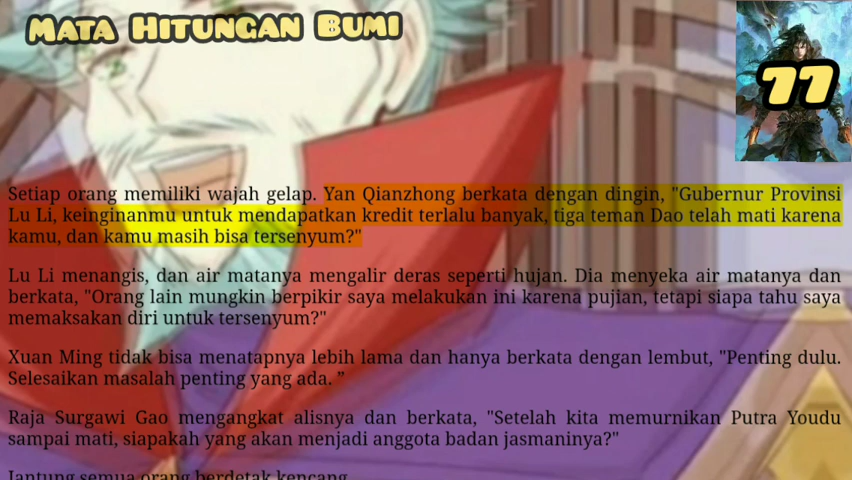 Mata Hitungan Bumi
77
Setiap orang memiliki wajah gelap. Yan Qianzhong berkata dengan dingin, "Gubernur Provinsi
Lu Li, keinginanmu untuk mendapatkan kredit terlalu banyak, tiga teman Dao telah mati karena
kamu, dan kamu masih bisa tersenyum?"
Lu Li menangis, dan air matanya mengalir deras seperti hujan. Dia menyeka air matanya dan
berkata, "Orang lain mungkin berpikir saya melakukan ini karena pujian, tetapi siapa tahu saya
memaksakan diri untuk tersenyum?"
Xuan Ming tidak bisa menatapnya lebih lama dan hanya berkata dengan lembut, "Penting dulu.
Selesaikan masalah penting yang ada. ”
Raja Surgawi Gao mengangkat alisnya dan berkata, "Setelah kita memurnikan Putra Youdu
sampai mati, siapakah yang akan menjadi anggota badan jasmaninya?"
Jantung semua orang berdetak kencang.